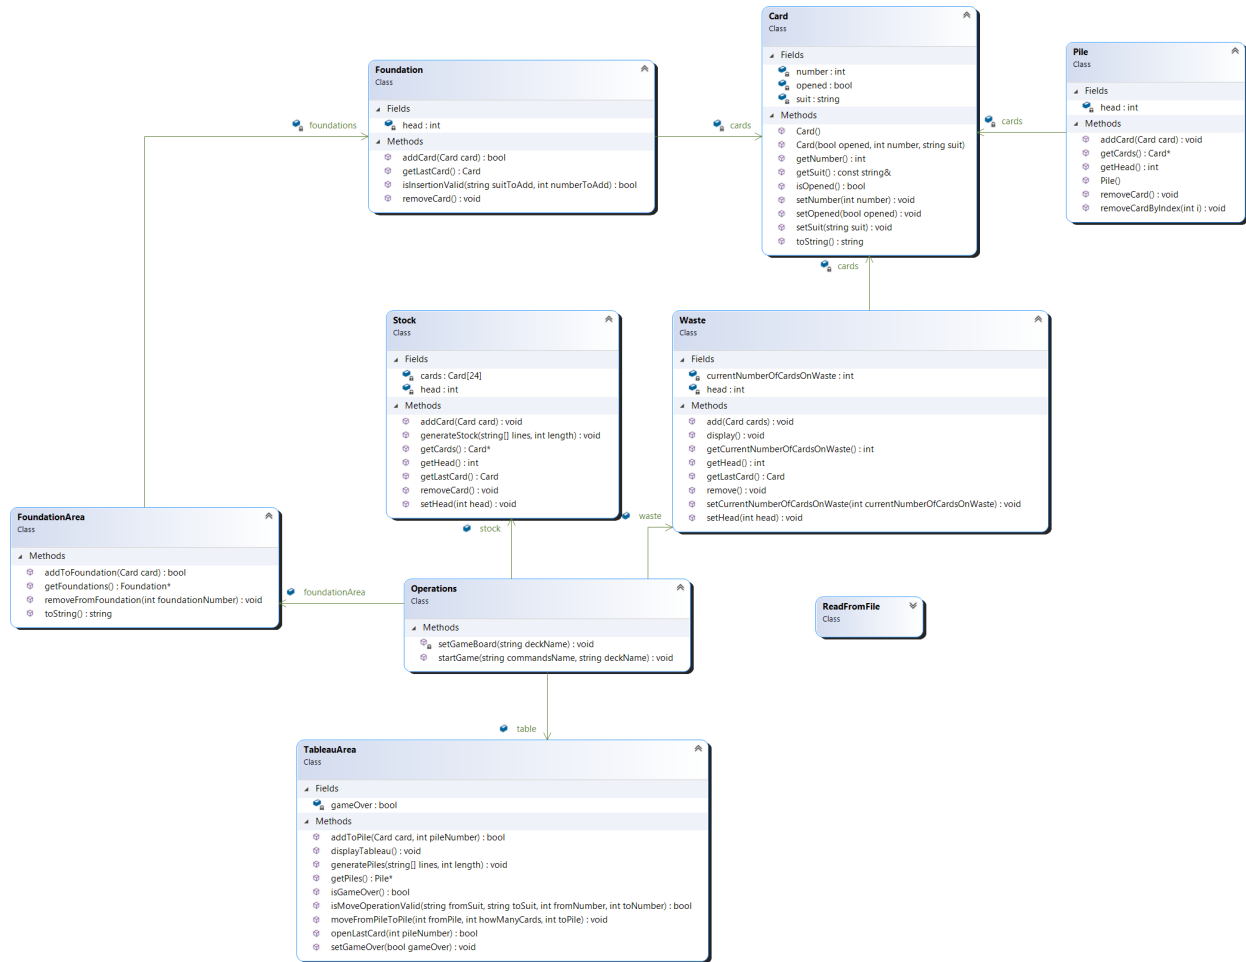 Card
Class
Fields
number : int
opened : bool
suit : string
Methods
Card()
Card(bool opened, int number, string suit)
getNumber() : int
getSuit() : const string&
isOpened() : bool
setNumber(int number) : void
setOpened(bool opened) : void
setSuit(string suit) : void
toString() : string
Pile
Class
Fields
head : int
Methods
addCard(Card card) : void
getCards() : Card*
getHead() : int
Pile()
removeCard() : void
removeCardByIndex(int i) : void
cards
Foundation
Class
Fields
head : int
Methods
addCard(Card card) : bool
getLastCard() : Card
isInsertionValid(string suitToAdd, int numberToAdd) : bool
removeCard() : void
foundations
cards
cards
Stock
Class
Fields
cards : Card[24]
head : int
Methods
addCard(Card card) : void
generateStock(string[] lines, int length) : void
getCards() : Card*
getHead() : int
getLastCard() : Card
removeCard() : void
setHead(int head) : void
Waste
Class
Fields
currentNumberOfCardsOnWaste : int
head : int
Methods
add(Card cards) : void
display() : void
getCurrentNumberOfCardsOnWaste() : int
getHead() : int
getLastCard() : Card
remove() : void
setCurrentNumberOfCardsOnWaste(int currentNumberOfCardsOnWaste) : void
setHead(int head) : void
FoundationArea
Class
Methods
addToFoundation(Card card) : bool
getFoundations() : Foundation*
removeFromFoundation(int foundationNumber) : void
toString() : string
stock
waste
foundationArea
Operations
Class
Methods
setGameBoard(string deckName) : void
startGame(string commandsName, string deckName) : void
ReadFromFile
Class
table
TableauArea
Class
Fields
gameOver : bool
Methods
addToPile(Card card, int pileNumber) : bool
displayTableau() : void
generatePiles(string[] lines, int length) : void
getPiles() : Pile*
isGameOver() : bool
isMoveOperationValid(string fromSuit, string toSuit, int fromNumber, int toNumber) : bool
moveFromPileToPile(int fromPile, int howManyCards, int toPile) : void
openLastCard(int pileNumber) : bool
setGameOver(bool gameOver) : void